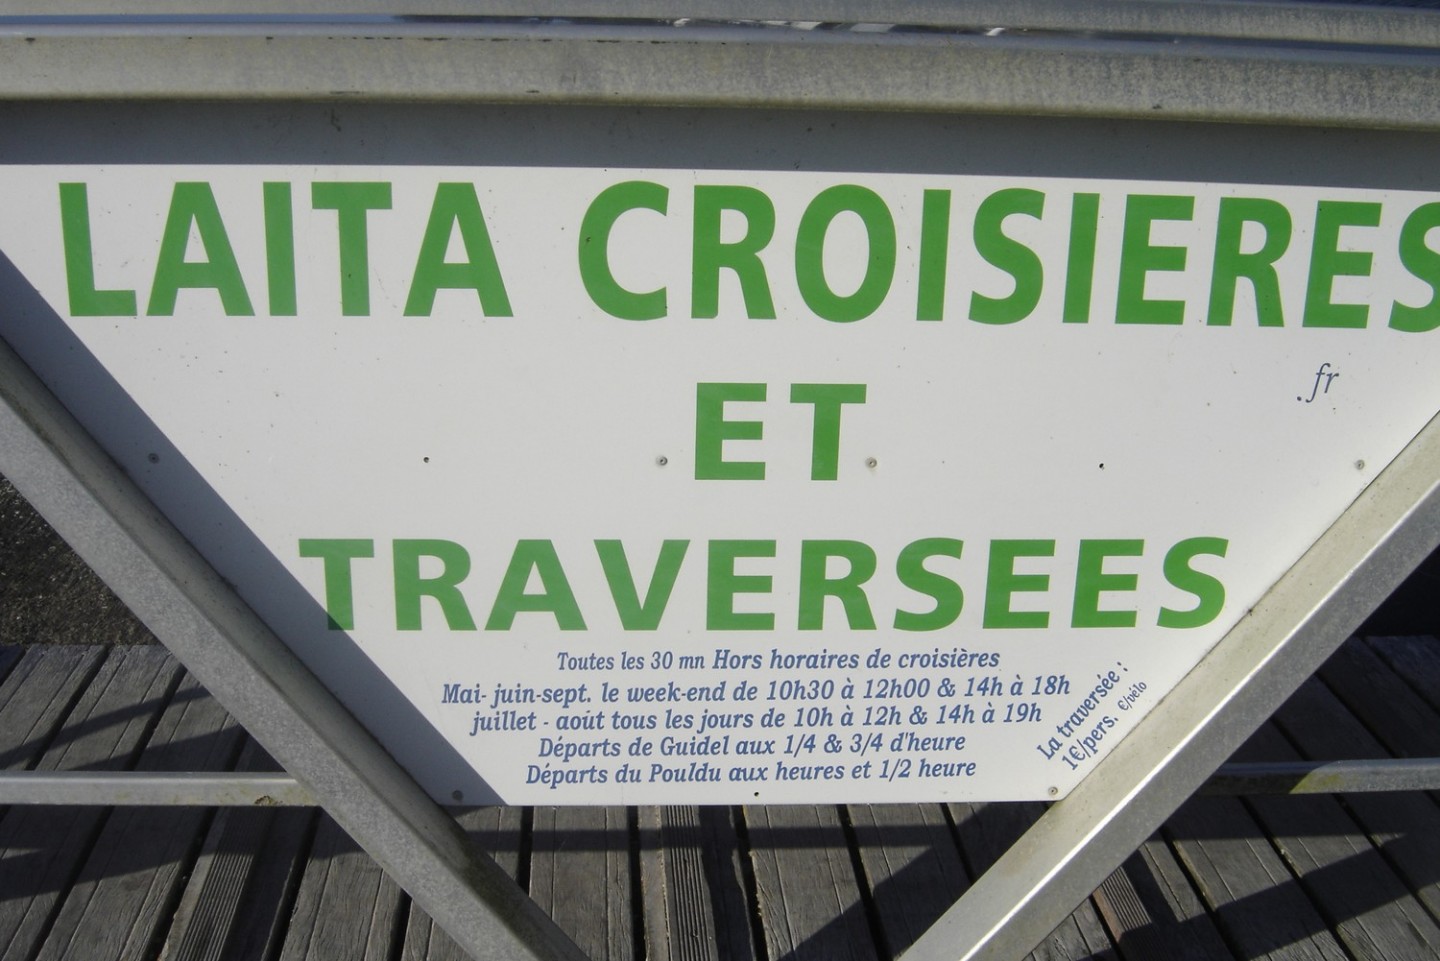 LAITA CROISIERES
.fr
ET
TRAVERSEES
Toutes les 30 mn Hors horaires de croisières
Mai- juin-sept. le week-end de 10h30 à 12h00 & 14h à 18h
juillet - août tous les jours de 10h à 12h & 14h à 19h
Départs de Guidel aux 1/4 & 3/4 d'heure
Départs du Pouldu aux heures et 1/2 heure
La traversée :
1€/pers. €/vélo